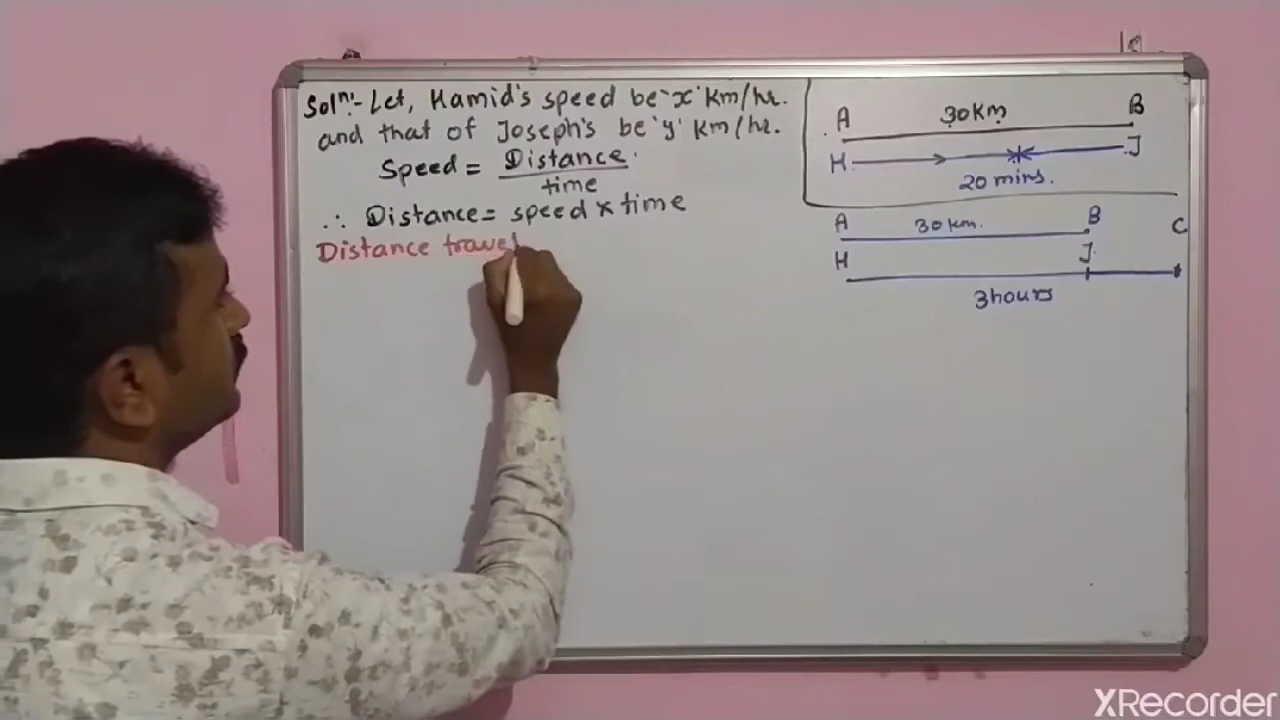 Solⁿ:- Let, Hamid's speed be 'x' Km/hr.
and that of Joseph's be 'y' Km/hr.
Speed = Distance
time
∴ Distance = speed × time
Distance travel
A 30km B
H J
20 mins.
A 30 km. B C
H J.
3hours
XRecorder